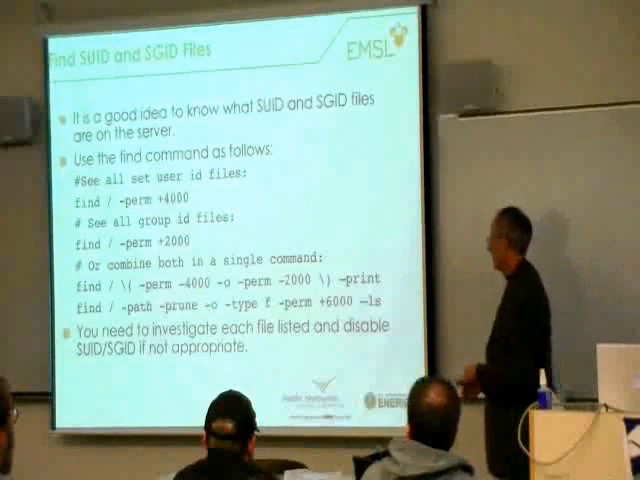 Find SUID and SGID Files
EMSL
It is a good idea to know what SUID and SGID files
are on the server.
Use the find command as follows:
#See all set user id files:
find / -perm +4000
# See all group id files:
find / -perm +2000
# Or combine both in a single command:
find / \( -perm -4000 -o -perm -2000 \) -print
find / -path -prune -o -type f -perm +6000 -ls
You need to investigate each file listed and disable
SUID/SGID if not appropriate.
Pacific Northwest
ENERGY